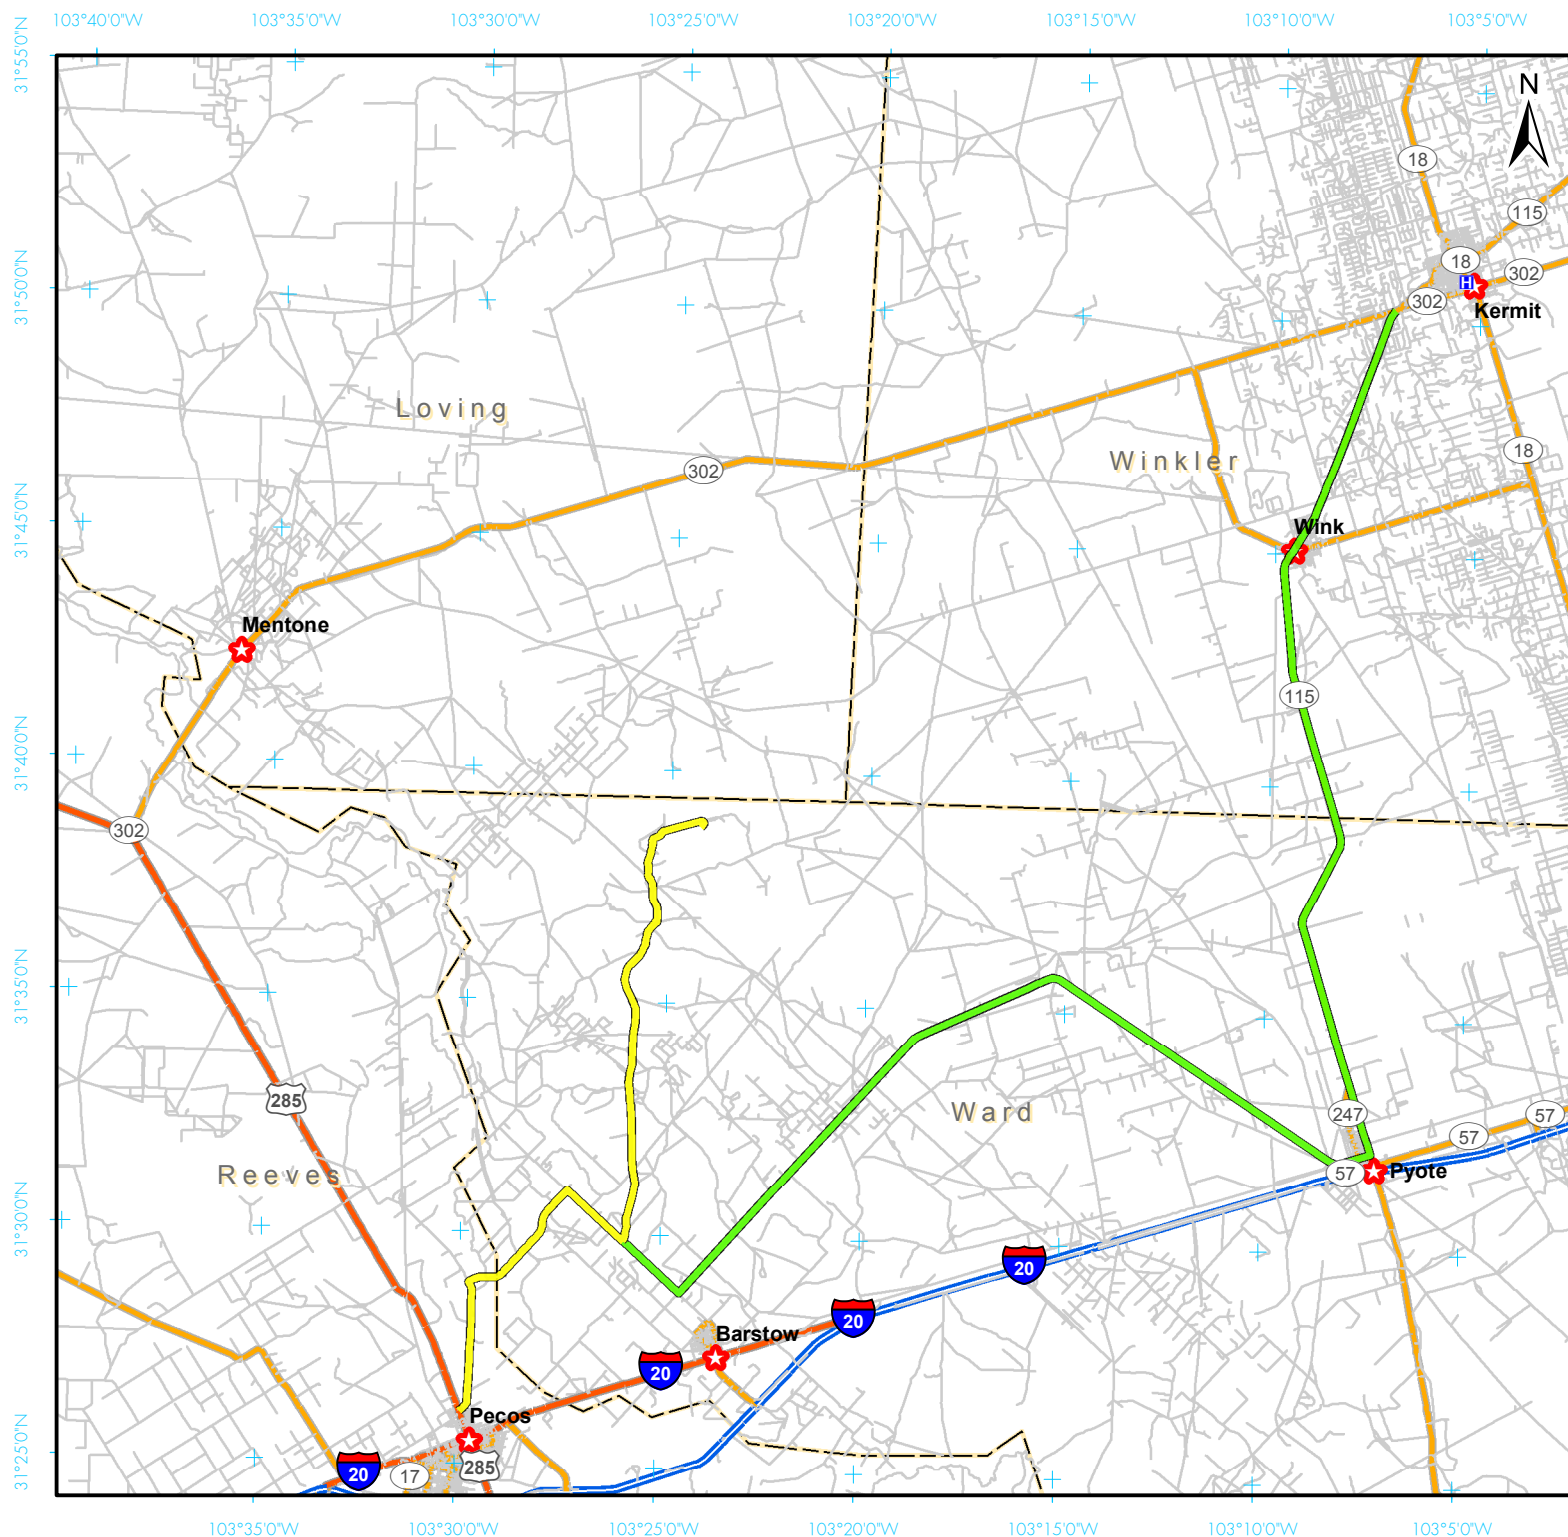 103°40'0"W 103°35'0"W 103°30'0"W 103°25'0"W 103°20'0"W 103°15'0"W 103°10'0"W 103°5'0"W
31°55'0"N
N
18
115
18
31°50'0"N
H
302
302
Kermit
Loving
Winkler
302
18
31°45'0"N
Wink
Mentone
115
31°40'0"N
302
31°35'0"N
285
Ward
247
57
57
Reeves
57
Pyote
31°30'0"N
20
20
Barstow
20
Pecos
31°25'0"N
20
17
285
103°35'0"W 103°30'0"W 103°25'0"W 103°20'0"W 103°15'0"W 103°10'0"W 103°5'0"W